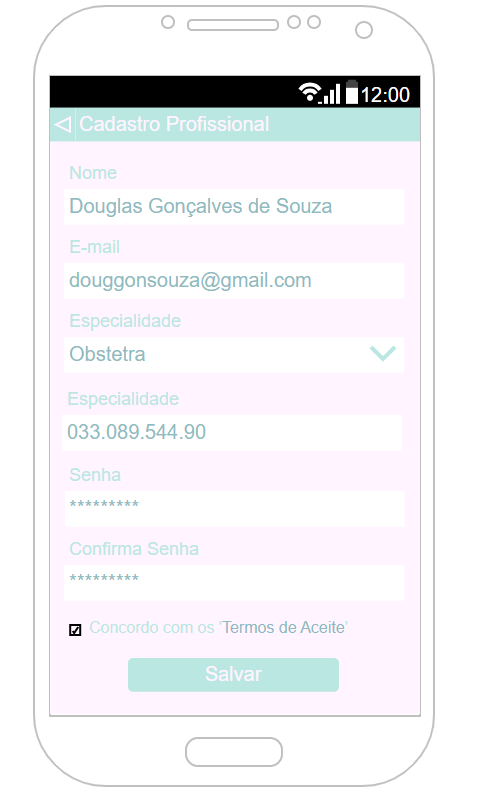 12:00
Cadastro Profissional
Nome
Douglas Gonçalves de Souza
E-mail
douggonsouza@gmail.com
Especialidade
Obstetra
Especialidade
033.089.544.90
Senha
*********
Confirma Senha
*********
Concordo com os 'Termos de Aceite'
Salvar